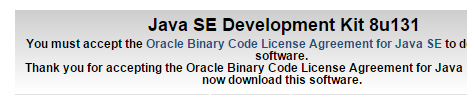 Java SE Development Kit 8u131
You must accept the Oracle Binary Code License Agreement for Java SE to d
software.
Thank you for accepting the Oracle Binary Code License Agreement for Java
now download this software.